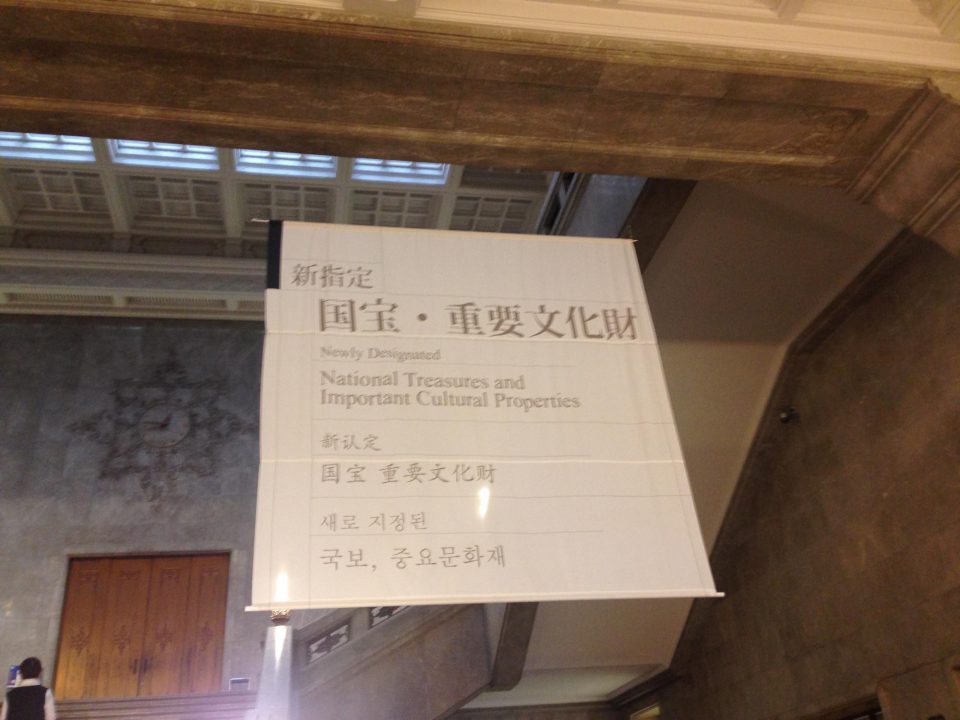 新指定
国宝・重要文化財
Newly Designated
National Treasures and
Important Cultural Properties
新认定
国宝 重要文化财
새로 지정된
국보, 중요문화재